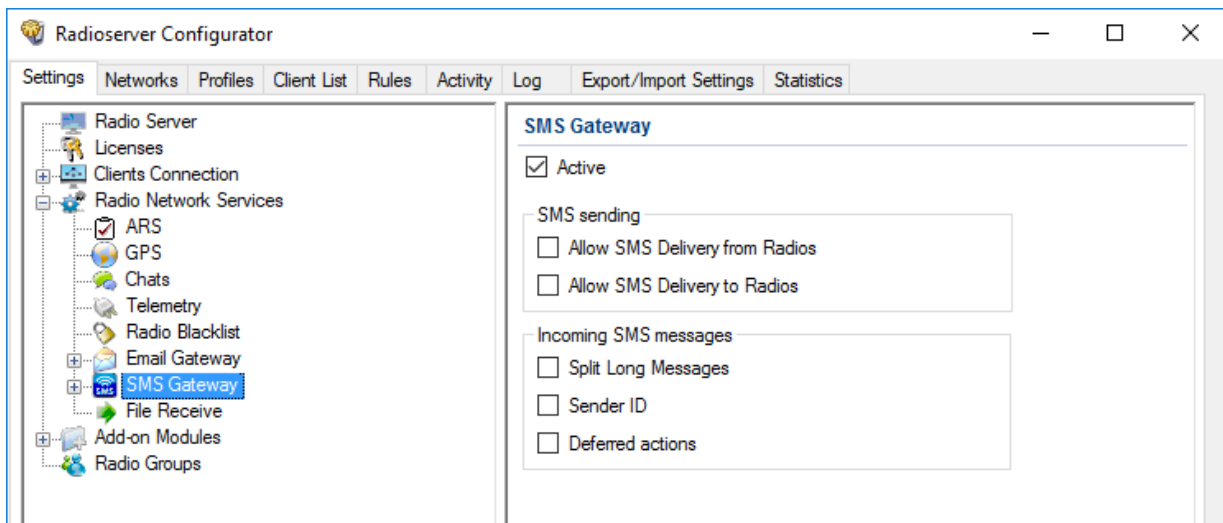 Radioserver Configurator
Settings Networks Profiles Client List Rules Activity Log Export/Import Settings Statistics
Radio Server
Licenses
Clients Connection
Radio Network Services
ARS
GPS
Chats
Telemetry
Radio Blacklist
Email Gateway
SMS Gateway
File Receive
Add-on Modules
Radio Groups
SMS Gateway
Active
SMS sending
Allow SMS Delivery from Radios
Allow SMS Delivery to Radios
Incoming SMS messages
Split Long Messages
Sender ID
Deferred actions